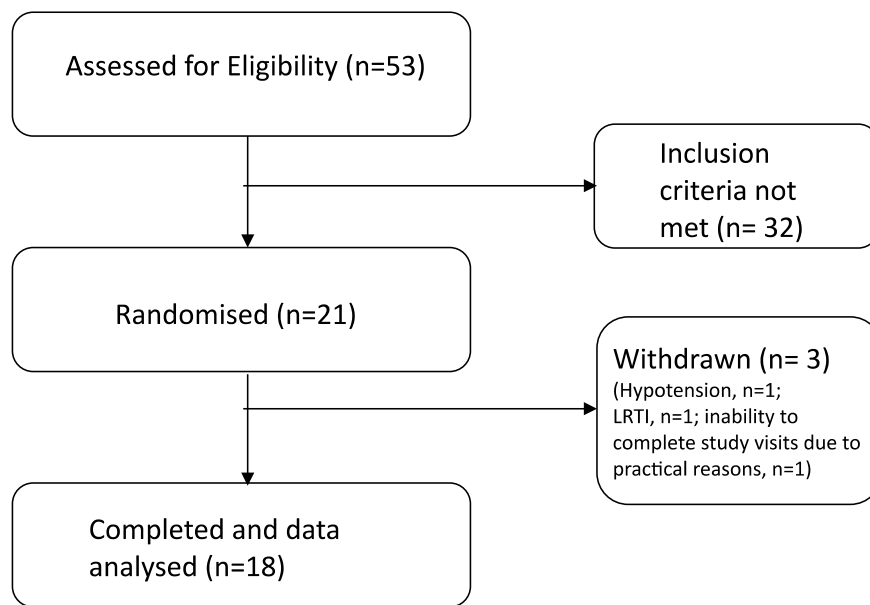 Assessed for Eligibility (n=53)
Inclusion
criteria not
met (n= 32)
Randomised (n=21)
Withdrawn (n= 3)
(Hypotension, n=1;
LRTI, n=1; inability to
complete study visits due to
practical reasons, n=1)
Completed and data
analysed (n=18)